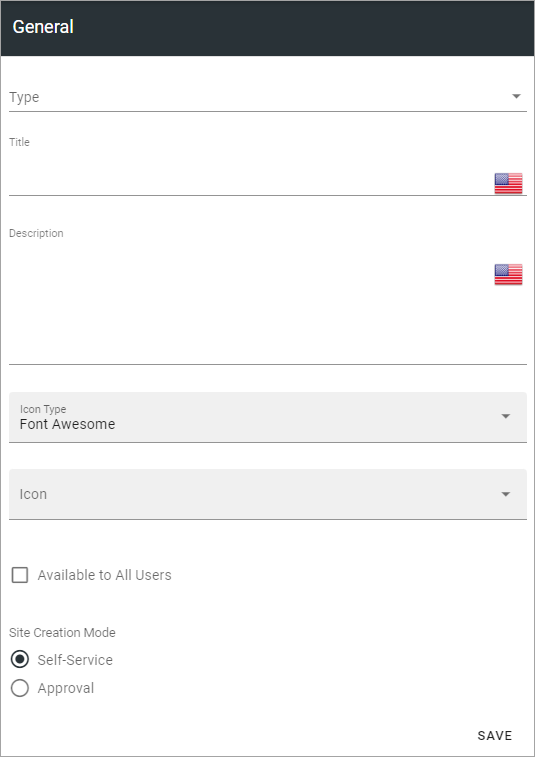 General
Type
Title
Description
Icon Type
Font Awesome
Icon
Available to All Users
Site Creation Mode
Self-Service
Approval
SAVE